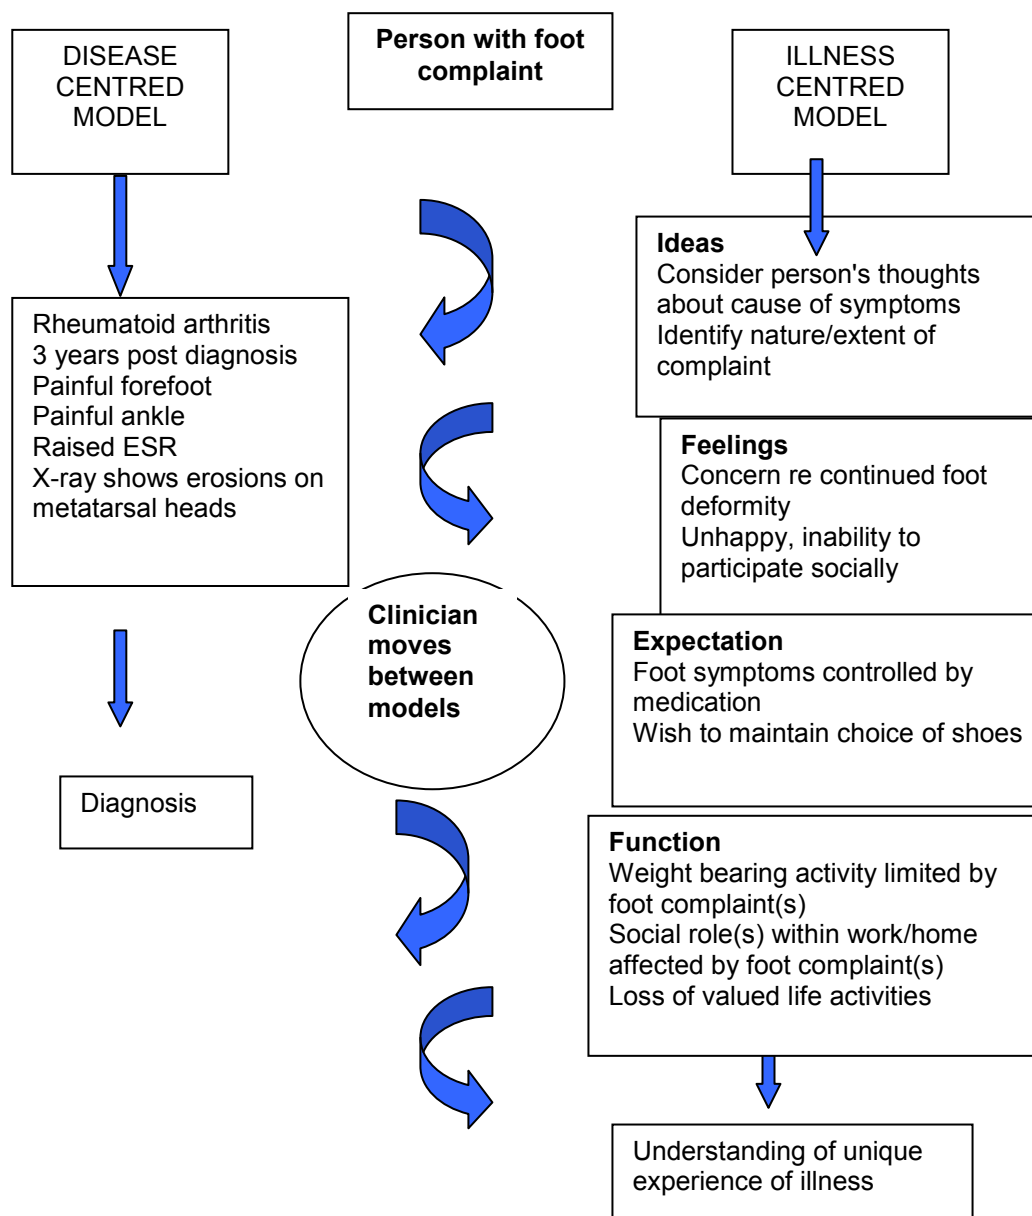 DISEASE
CENTRED
MODEL
Person with foot
complaint
ILLNESS
CENTRED
MODEL
Rheumatoid arthritis
3 years post diagnosis
Painful forefoot
Painful ankle
Raised ESR
X-ray shows erosions on
metatarsal heads
Diagnosis
Clinician
moves
between
models
Ideas
Consider person's thoughts
about cause of symptoms
Identify nature/extent of
complaint
Feelings
Concern re continued foot
deformity
Unhappy, inability to
participate socially
Expectation
Foot symptoms controlled by
medication
Wish to maintain choice of shoes
Function
Weight bearing activity limited by
foot complaint(s)
Social role(s) within work/home
affected by foot complaint(s)
Loss of valued life activities
Understanding of unique
experience of illness